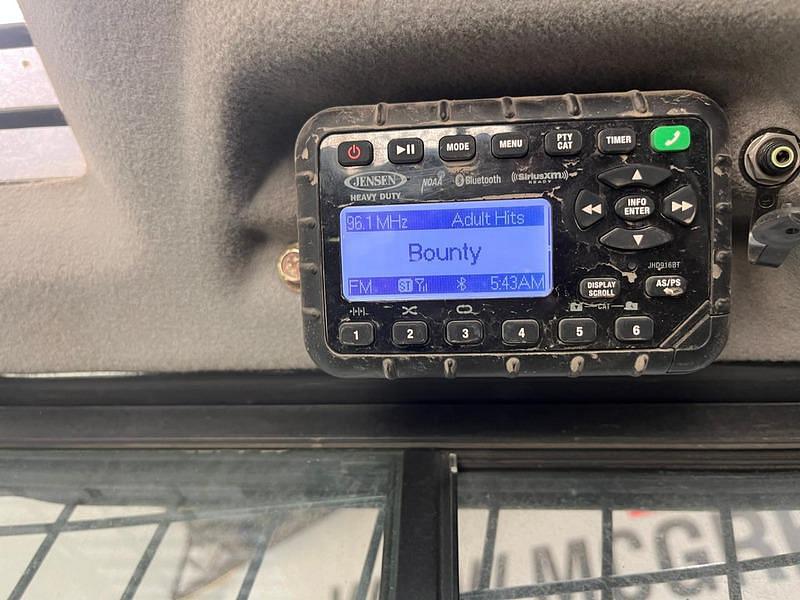 MODE
MENU
PTY
CAT
TIMER
JENSEN
HEAVY DUTY
NOAA
Bluetooth
((SiriusXM))
READY
INFO
ENTER
96.1 MHz Adult Hits
Bounty
FM ST 5:43AM
JHD916BT
DISPLAY
SCROLL
AS/PS
CAT
1 2 3 4 5 6